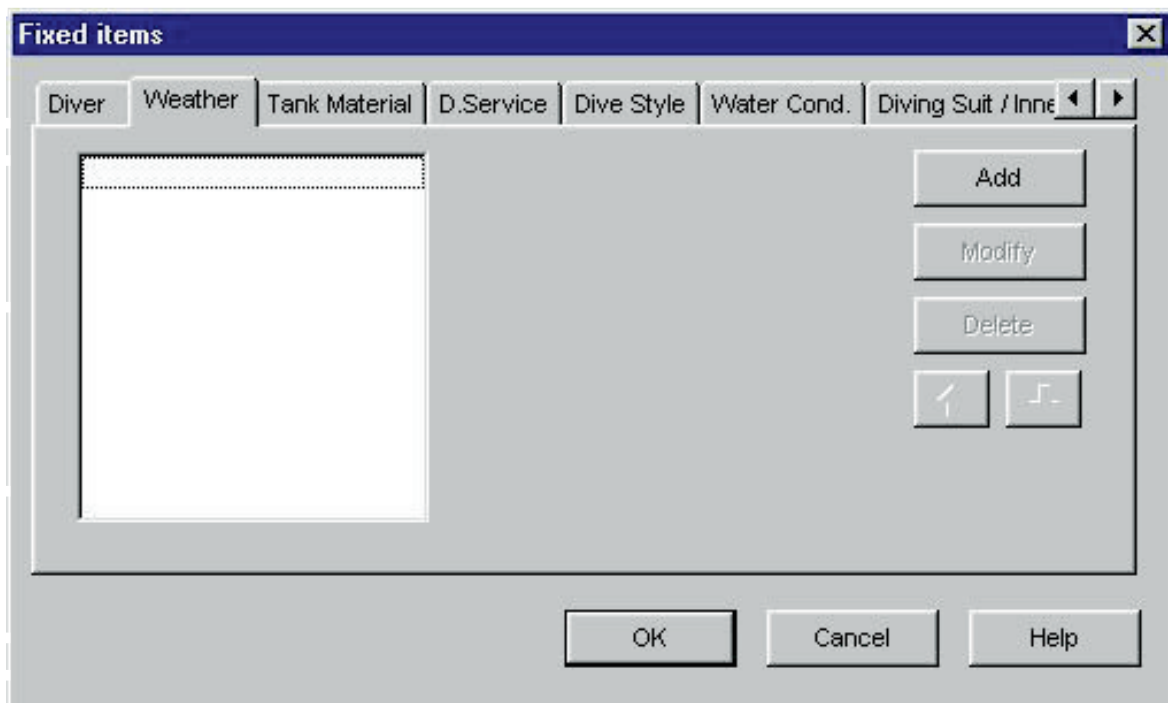 Fixed items
Diver Weather Tank Material D.Service Dive Style Water Cond. Diving Suit / Inne
Add
Modify
Delete
OK Cancel Help